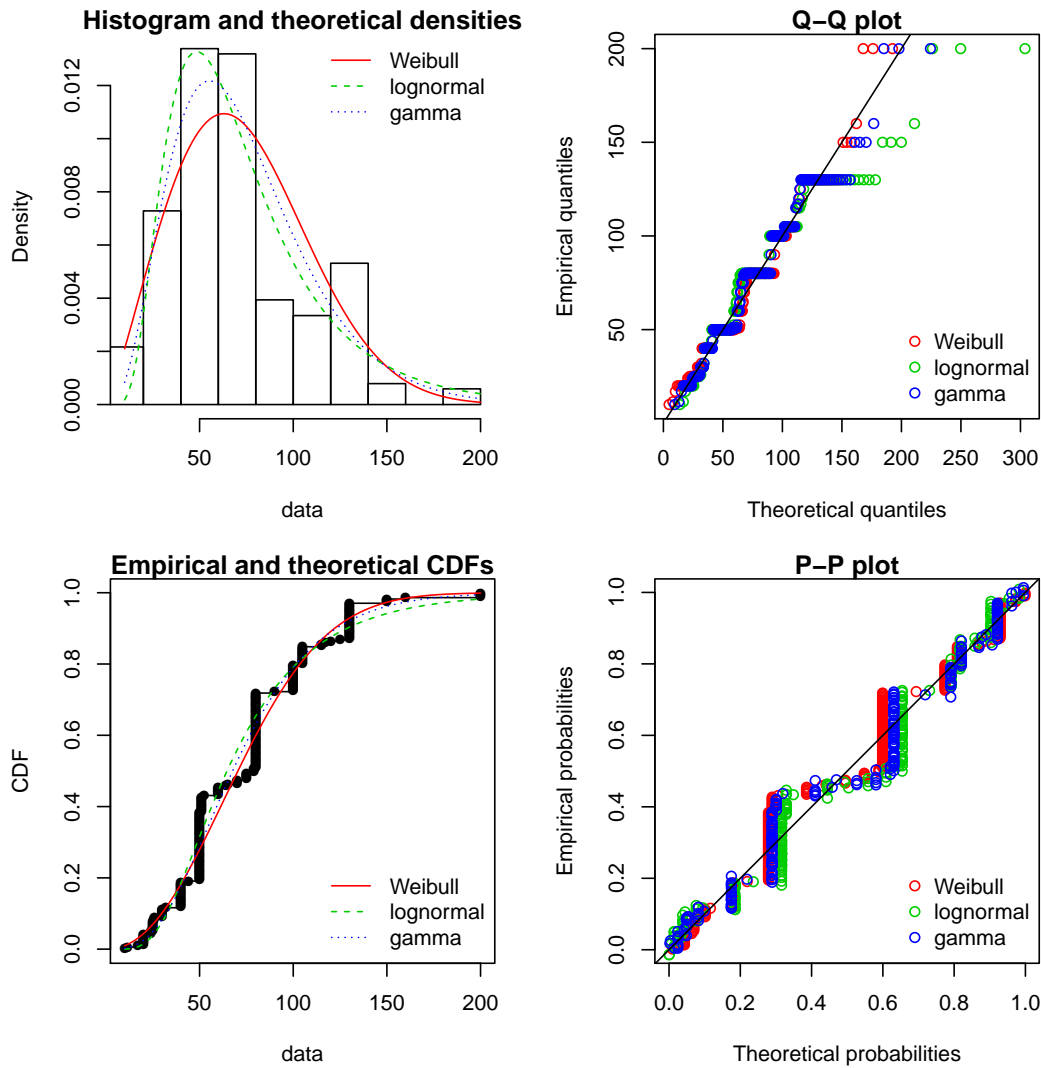 Histogram and theoretical densities
Density
0.000
0.004
0.008
0.012
Weibull
lognormal
gamma
50
100
150
200
data
Q−Q plot
Empirical quantiles
50
100
150
200
Weibull
lognormal
gamma
0
50
100
150
200
250
300
Theoretical quantiles
Empirical and theoretical CDFs
CDF
0.0
0.2
0.4
0.6
0.8
1.0
Weibull
lognormal
gamma
50
100
150
200
data
P−P plot
Empirical probabilities
0.0
0.2
0.4
0.6
0.8
1.0
Weibull
lognormal
gamma
0.0
0.2
0.4
0.6
0.8
1.0
Theoretical probabilities